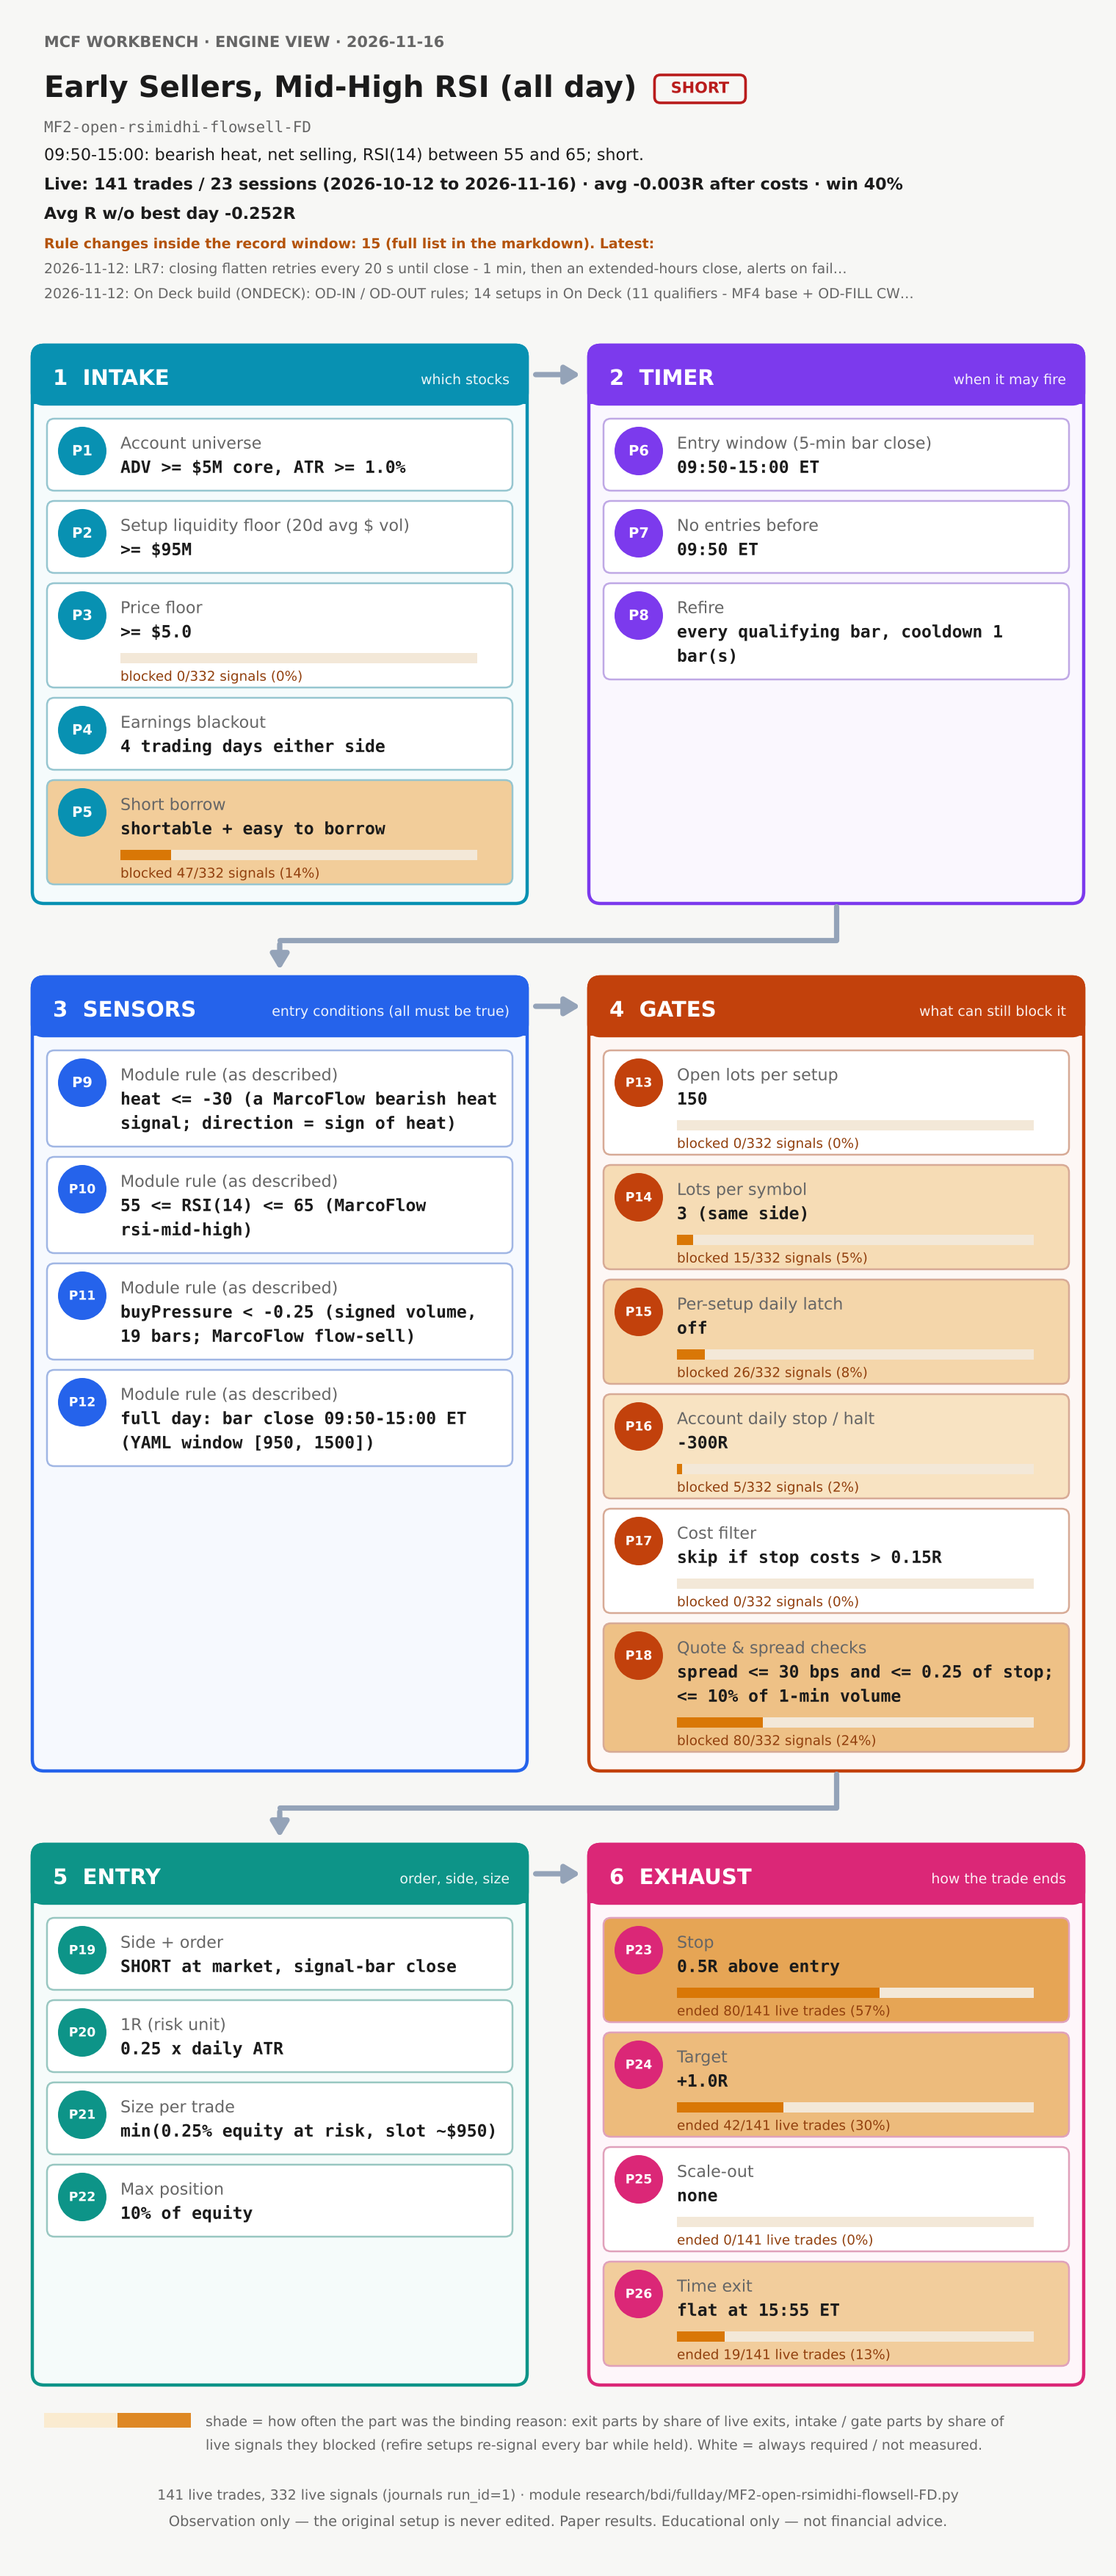 MCF WORKBENCH · ENGINE VIEW · 2026-11-16
Early Sellers, Mid-High RSI (all day) SHORT
MF2-open-rsimidhi-flowsell-FD
09:50-15:00: bearish heat, net selling, RSI(14) between 55 and 65; short.
Live: 141 trades / 23 sessions (2026-10-12 to 2026-11-16) · avg -0.003R after costs · win 40%
Avg R w/o best day -0.252R
Rule changes inside the record window: 15 (full list in the markdown). Latest:
2026-11-12: LR7: closing flatten retries every 20 s until close - 1 min, then an extended-hours close, alerts on fail…
2026-11-12: On Deck build (ONDECK): OD-IN / OD-OUT rules; 14 setups in On Deck (11 qualifiers - MF4 base + OD-FILL CW…
1 INTAKE which stocks
P1 Account universe
ADV >= $5M core, ATR >= 1.0%
P2 Setup liquidity floor (20d avg $ vol)
>= $95M
P3 Price floor
>= $5.0
blocked 0/332 signals (0%)
P4 Earnings blackout
4 trading days either side
P5 Short borrow
shortable + easy to borrow
blocked 47/332 signals (14%)
2 TIMER when it may fire
P6 Entry window (5-min bar close)
09:50-15:00 ET
P7 No entries before
09:50 ET
P8 Refire
every qualifying bar, cooldown 1
bar(s)
3 SENSORS entry conditions (all must be true)
P9 Module rule (as described)
heat <= -30 (a MarcoFlow bearish heat
signal; direction = sign of heat)
P10 Module rule (as described)
55 <= RSI(14) <= 65 (MarcoFlow
rsi-mid-high)
P11 Module rule (as described)
buyPressure < -0.25 (signed volume,
19 bars; MarcoFlow flow-sell)
P12 Module rule (as described)
full day: bar close 09:50-15:00 ET
(YAML window [950, 1500])
4 GATES what can still block it
P13 Open lots per setup
150
blocked 0/332 signals (0%)
P14 Lots per symbol
3 (same side)
blocked 15/332 signals (5%)
P15 Per-setup daily latch
off
blocked 26/332 signals (8%)
P16 Account daily stop / halt
-300R
blocked 5/332 signals (2%)
P17 Cost filter
skip if stop costs > 0.15R
blocked 0/332 signals (0%)
P18 Quote & spread checks
spread <= 30 bps and <= 0.25 of stop;
<= 10% of 1-min volume
blocked 80/332 signals (24%)
5 ENTRY order, side, size
P19 Side + order
SHORT at market, signal-bar close
P20 1R (risk unit)
0.25 x daily ATR
P21 Size per trade
min(0.25% equity at risk, slot ~$950)
P22 Max position
10% of equity
6 EXHAUST how the trade ends
P23 Stop
0.5R above entry
ended 80/141 live trades (57%)
P24 Target
+1.0R
ended 42/141 live trades (30%)
P25 Scale-out
none
ended 0/141 live trades (0%)
P26 Time exit
flat at 15:55 ET
ended 19/141 live trades (13%)
shade = how often the part was the binding reason: exit parts by share of live exits, intake / gate parts by share of
live signals they blocked (refire setups re-signal every bar while held). White = always required / not measured.
141 live trades, 332 live signals (journals run_id=1) · module research/bdi/fullday/MF2-open-rsimidhi-flowsell-FD.py
Observation only — the original setup is never edited. Paper results. Educational only — not financial advice.